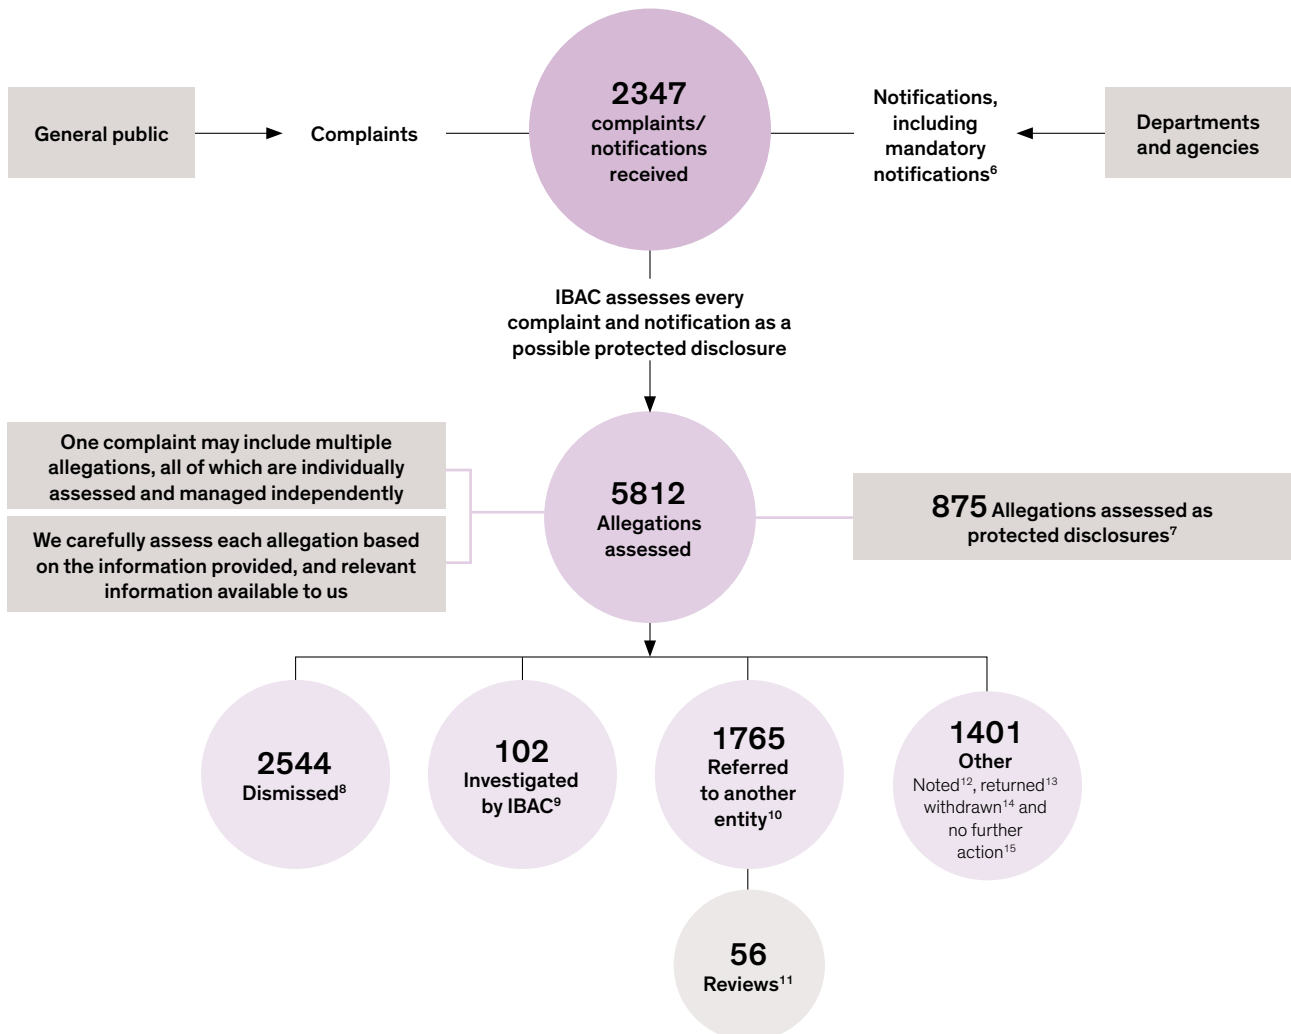 General public
Complaints
2347
complaints/
notifications
received
Notifications,
including
mandatory
notifications⁶
Departments
and agencies
IBAC assesses every
complaint and notification as a
possible protected disclosure
One complaint may include multiple
allegations, all of which are individually
assessed and managed independently
We carefully assess each allegation based
on the information provided, and relevant
information available to us
5812
Allegations
assessed
875 Allegations assessed as
protected disclosures⁷
2544
Dismissed⁸
102
Investigated
by IBAC⁹
1765
Referred
to another
entity¹⁰
1401
Other
Noted¹², returned¹³
withdrawn¹⁴ and
no further
action¹⁵
56
Reviews¹¹